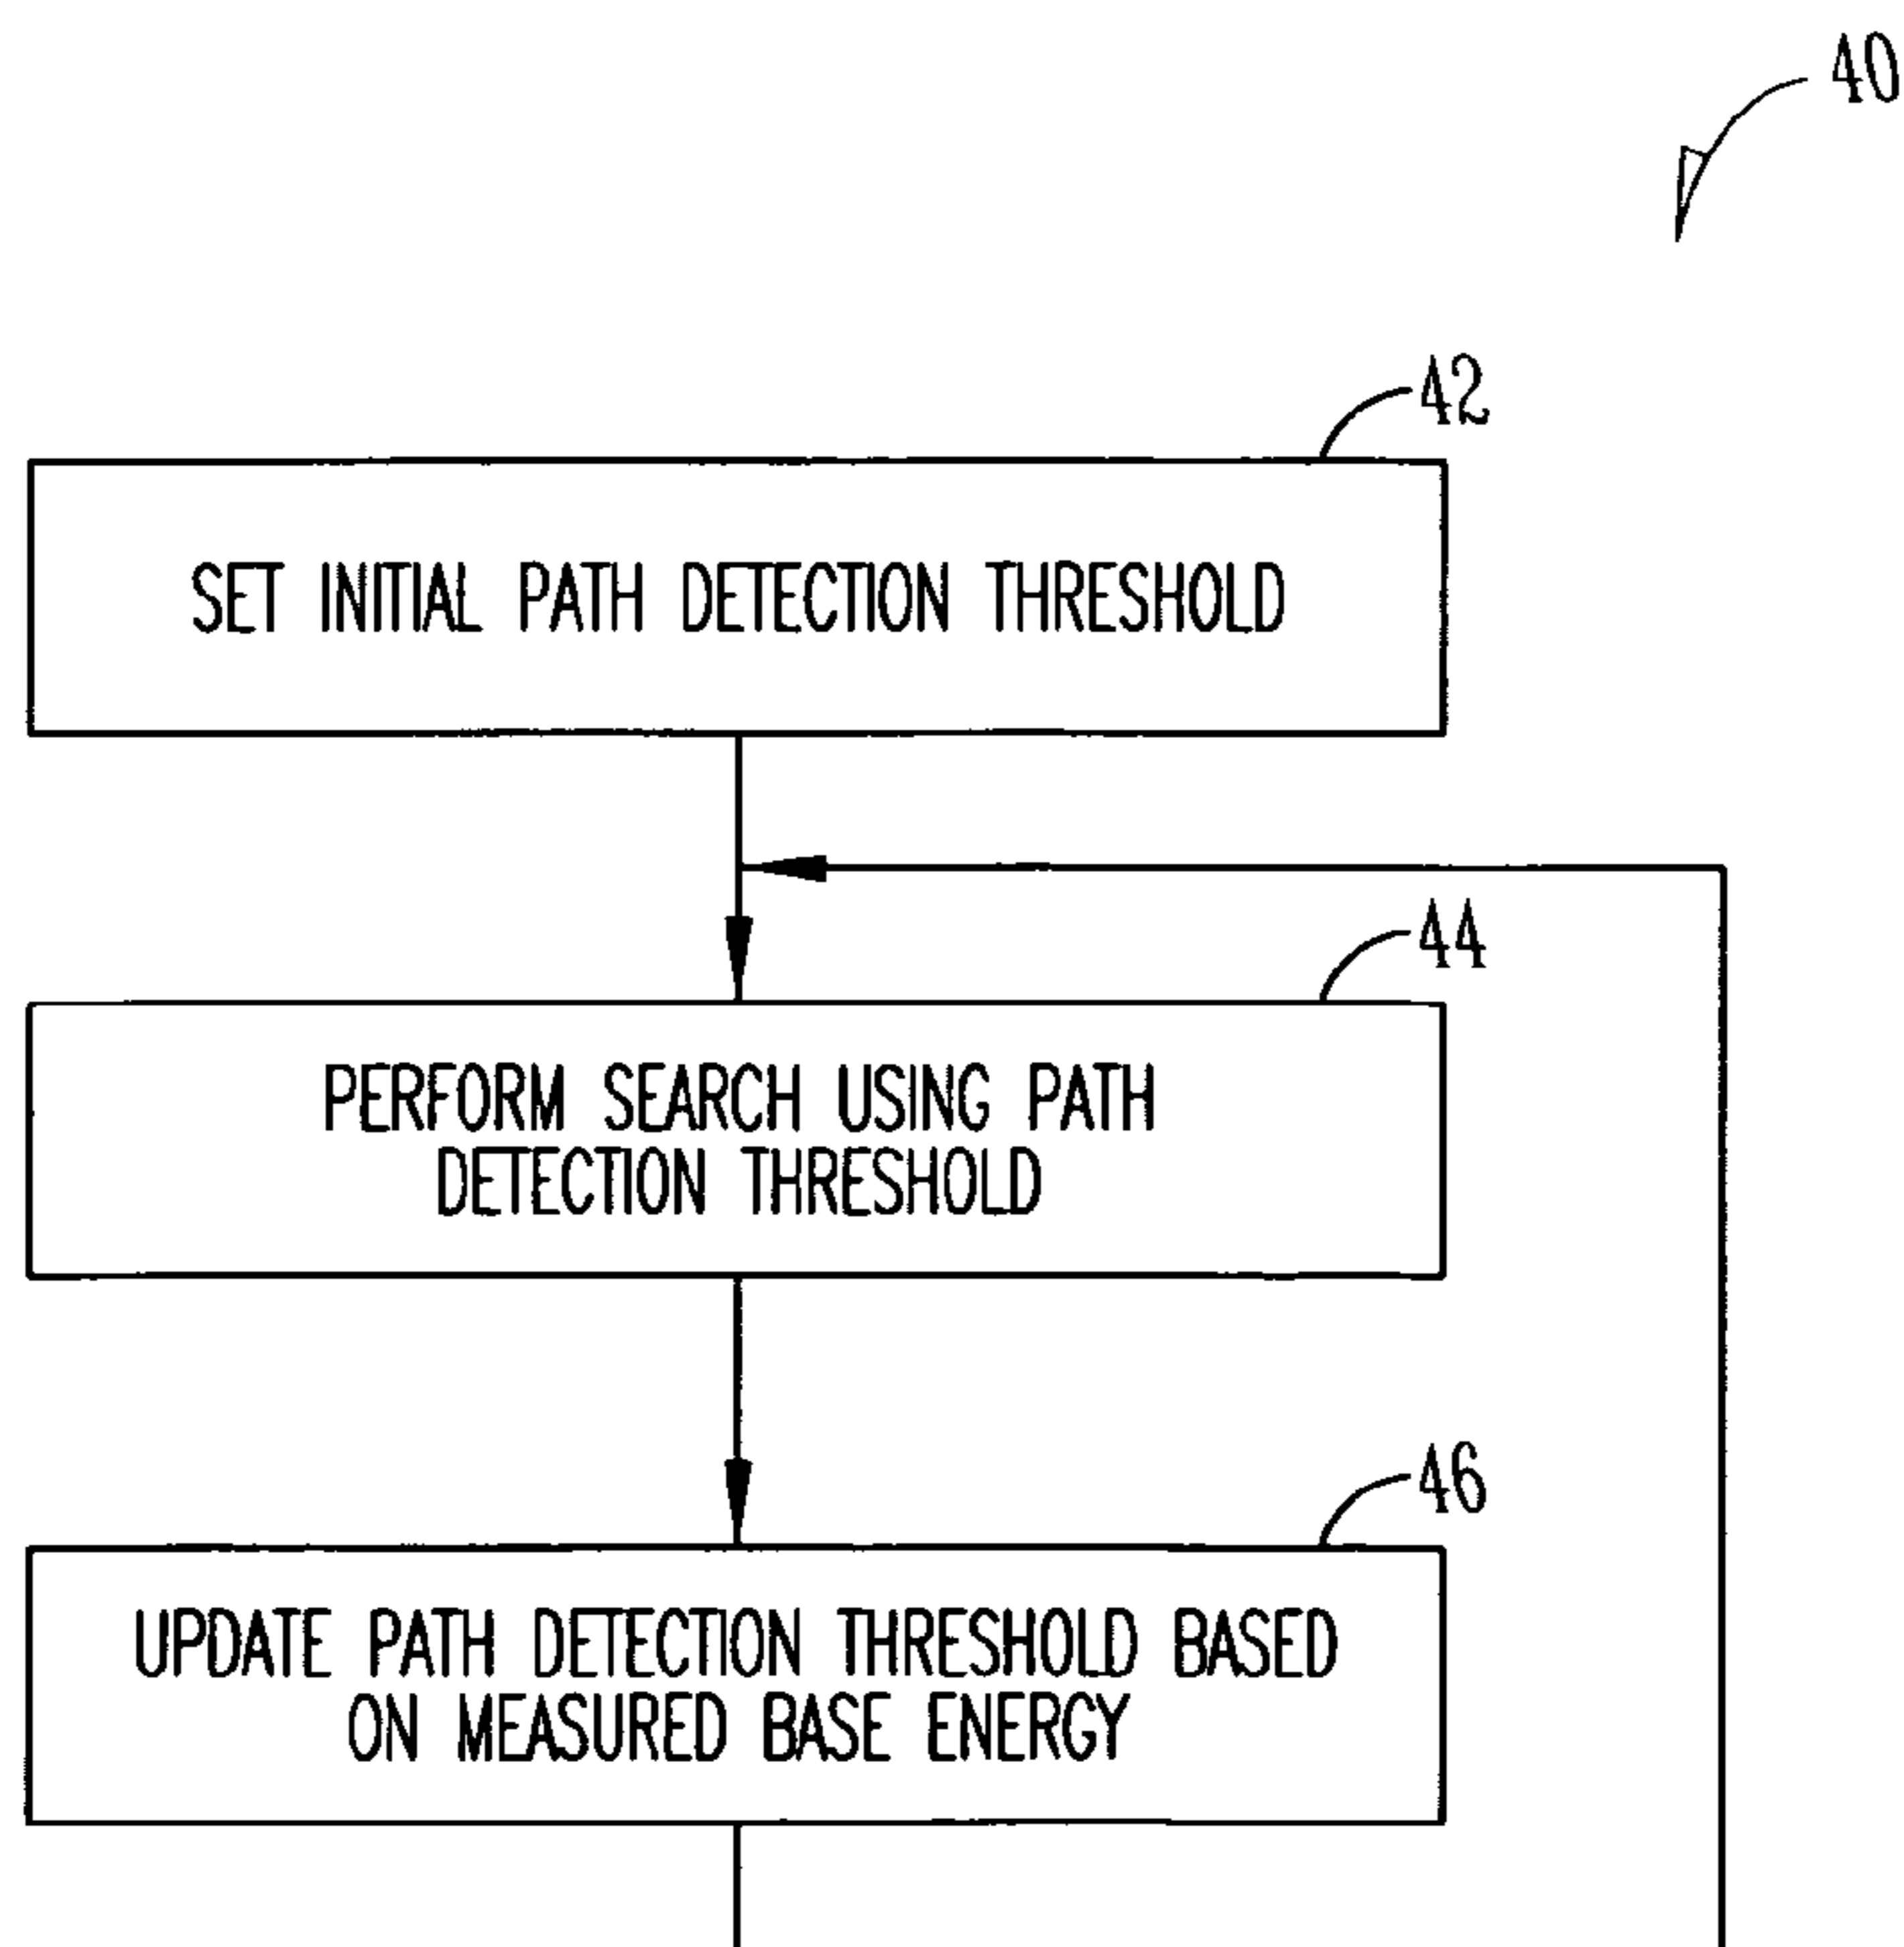 40
42
SET INITIAL PATH DETECTION THRESHOLD
44
PERFORM SEARCH USING PATH
DETECTION THRESHOLD
46
UPDATE PATH DETECTION THRESHOLD BASED
ON MEASURED BASE ENERGY